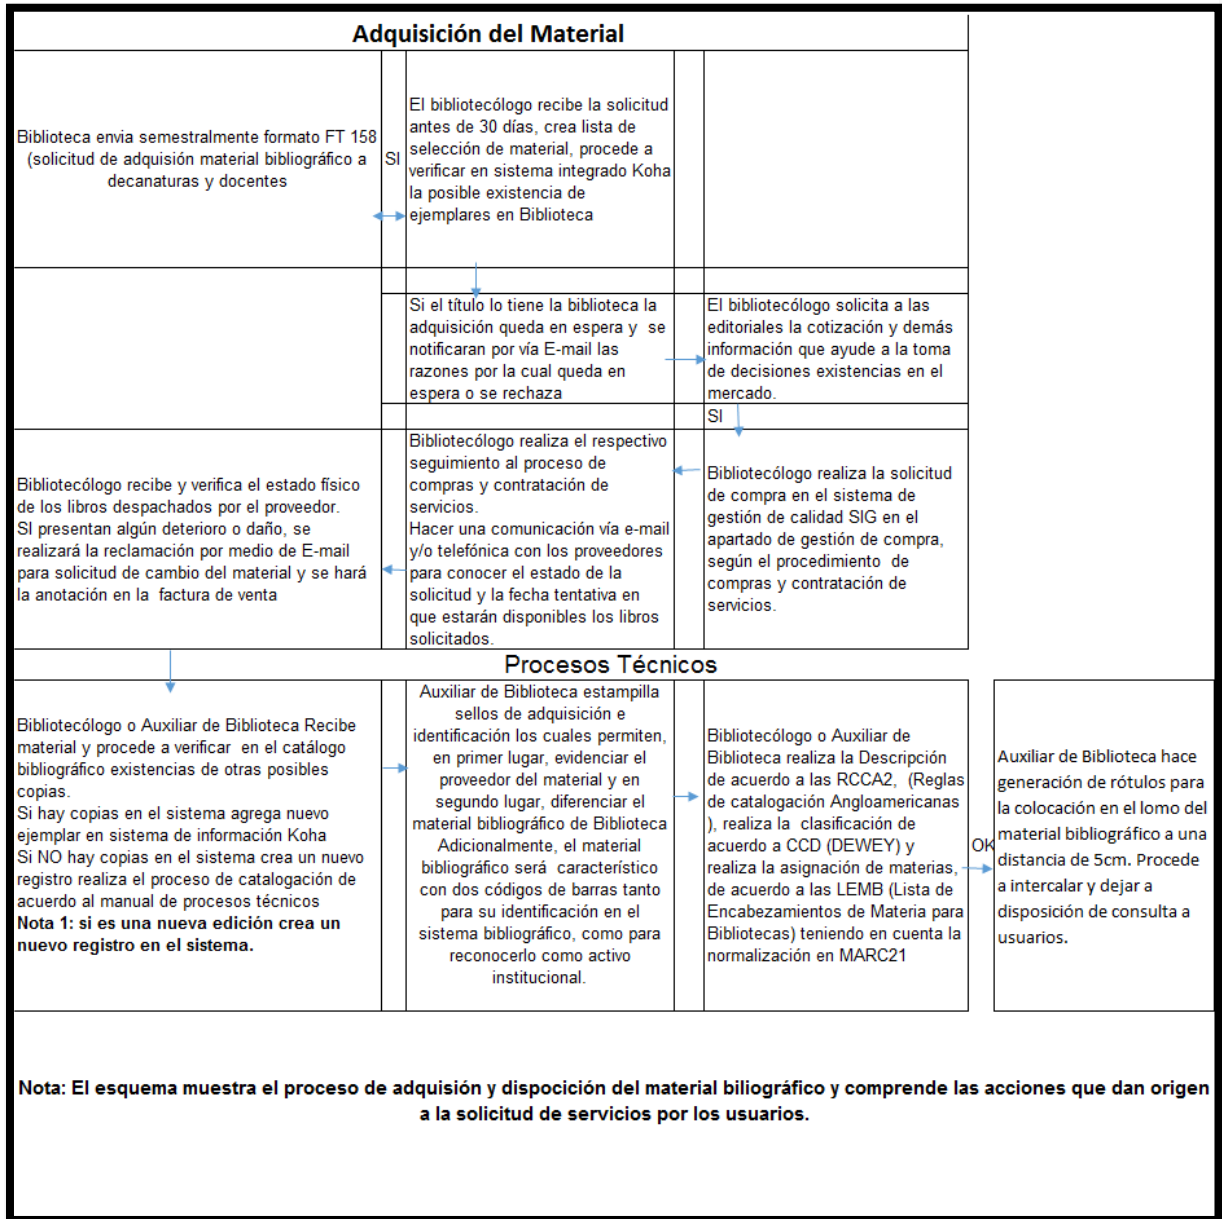 Adquisición del Material
Biblioteca envia semestralmente formato FT 158
(solicitud de adquisión material bibliográfico a
decanaturas y docentes
SI
El bibliotecólogo recibe la solicitud
antes de 30 días, crea lista de
selección de material, procede a
verificar en sistema integrado Koha
la posible existencia de
ejemplares en Biblioteca
Si el título lo tiene la biblioteca la
adquisición queda en espera y se
notificaran por vía E-mail las
razones por la cual queda en
espera o se rechaza
El bibliotecólogo solicita a las
editoriales la cotización y demás
información que ayude a la toma
de decisiones existencias en el
mercado.
SI
Bibliotecólogo realiza la solicitud
de compra en el sistema de
gestión de calidad SIG en el
apartado de gestión de compra,
según el procedimiento de
compras y contratación de
servicios.
Bibliotecólogo realiza el respectivo
seguimiento al proceso de
compras y contratación de
servicios.
Hacer una comunicación vía e-mail
y/o telefónica con los proveedores
para conocer el estado de la
solicitud y la fecha tentativa en
que estarán disponibles los libros
solicitados.
Bibliotecólogo recibe y verifica el estado físico
de los libros despachados por el proveedor.
SI presentan algún deterioro o daño, se
realizará la reclamación por medio de E-mail
para solicitud de cambio del material y se hará
la anotación en la factura de venta
Procesos Técnicos
Bibliotecólogo o Auxiliar de Biblioteca Recibe
material y procede a verificar en el catálogo
bibliográfico existencias de otras posibles
copias.
Si hay copias en el sistema agrega nuevo
ejemplar en sistema de información Koha
Si NO hay copias en el sistema crea un nuevo
registro realiza el proceso de catalogación de
acuerdo al manual de procesos técnicos
Nota 1: si es una nueva edición crea un
nuevo registro en el sistema.
Auxiliar de Biblioteca estampilla
sellos de adquisición e
identificación los cuales permiten,
en primer lugar, evidenciar el
proveedor del material y en
segundo lugar, diferenciar el
material bibliográfico de Biblioteca
Adicionalmente, el material
bibliográfico será característico
con dos códigos de barras tanto
para su identificación en el
sistema bibliográfico, como para
reconocerlo como activo
institucional.
Bibliotecólogo o Auxiliar de
Biblioteca realiza la Descripción
de acuerdo a las RCCA2, (Reglas
de catalogación Angloamericanas
), realiza la clasificación de
acuerdo a CCD (DEWEY) y
realiza la asignación de materias,
de acuerdo a las LEMB (Lista de
Encabezamientos de Materia para
Bibliotecas) teniendo en cuenta la
normalización en MARC21
OK
Auxiliar de Biblioteca hace
generación de rótulos para
la colocación en el lomo del
material bibliográfico a una
distancia de 5cm. Procede
a intercalar y dejar a
disposición de consulta a
usuarios.
Nota: El esquema muestra el proceso de adquisión y disposición del material biliográfico y comprende las acciones que dan origen
a la solicitud de servicios por los usuarios.